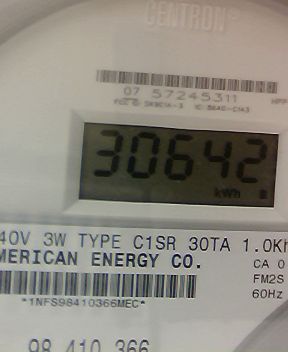 CENTRON®
07 57245311
30642
kWh
40V 3W TYPE C1SR 30TA 1.0Kh
MERICAN ENERGY CO.
CA 0
FM2S
60Hz
*1NFS98410366MEC*
98 410 366